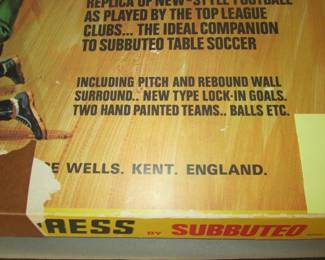 REPLICA OF NEW-STYLE FOOTBALL
AS PLAYED BY THE TOP LEAGUE
CLUBS... THE IDEAL COMPANION
TO SUBBUTEO TABLE SOCCER
INCLUDING PITCH AND REBOUND WALL
SURROUND.. NEW TYPE LOCK-IN GOALS.
TWO HAND PAINTED TEAMS.. BALLS ETC.
WELLS. KENT. ENGLAND.
RESS BY SUBBUTEO